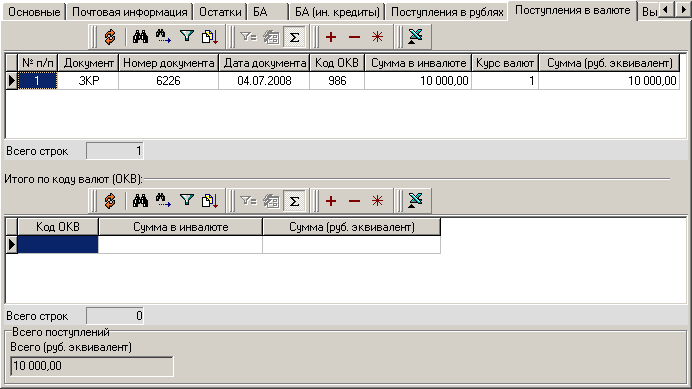 Основные Почтовая информация Остатки БА БА (ин. кредиты) Поступления в рублях Поступления в валюте Вы
№ п/п Документ Номер документа Дата документа Код ОКВ Сумма в инвалюте Курс валют Сумма (руб. эквивалент)
1 ЗКР 6226 04.07.2008 986 10 000,00 1 10 000,00
Всего строк 1
Итого по коду валют (ОКВ):
Код ОКВ Сумма в инвалюте Сумма (руб. эквивалент)
Всего строк 0
Всего поступлений
Всего (руб. эквивалент)
10 000,00